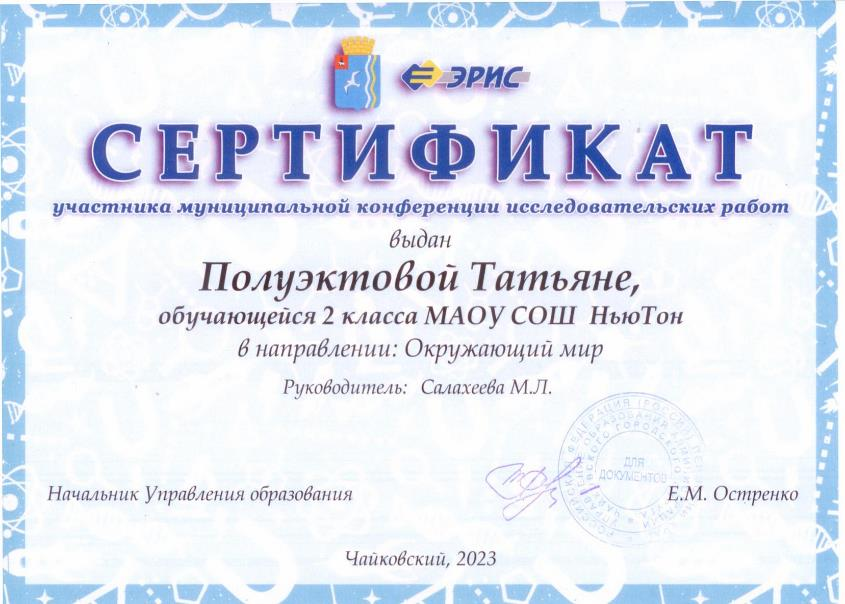 ЭРИС
СЕРТИФИКАТ
участника муниципальной конференции исследовательских работ
выдан
Полуэктовой Татьяне,
обучающейся 2 класса МАОУ СОШ НьюТон
в направлении: Окружающий мир
Руководитель: Салахеева М.Л.
ДЛЯ
ДОКУМЕНТОВ
Начальник Управления образования
Е.М. Остренко
Чайковский, 2023